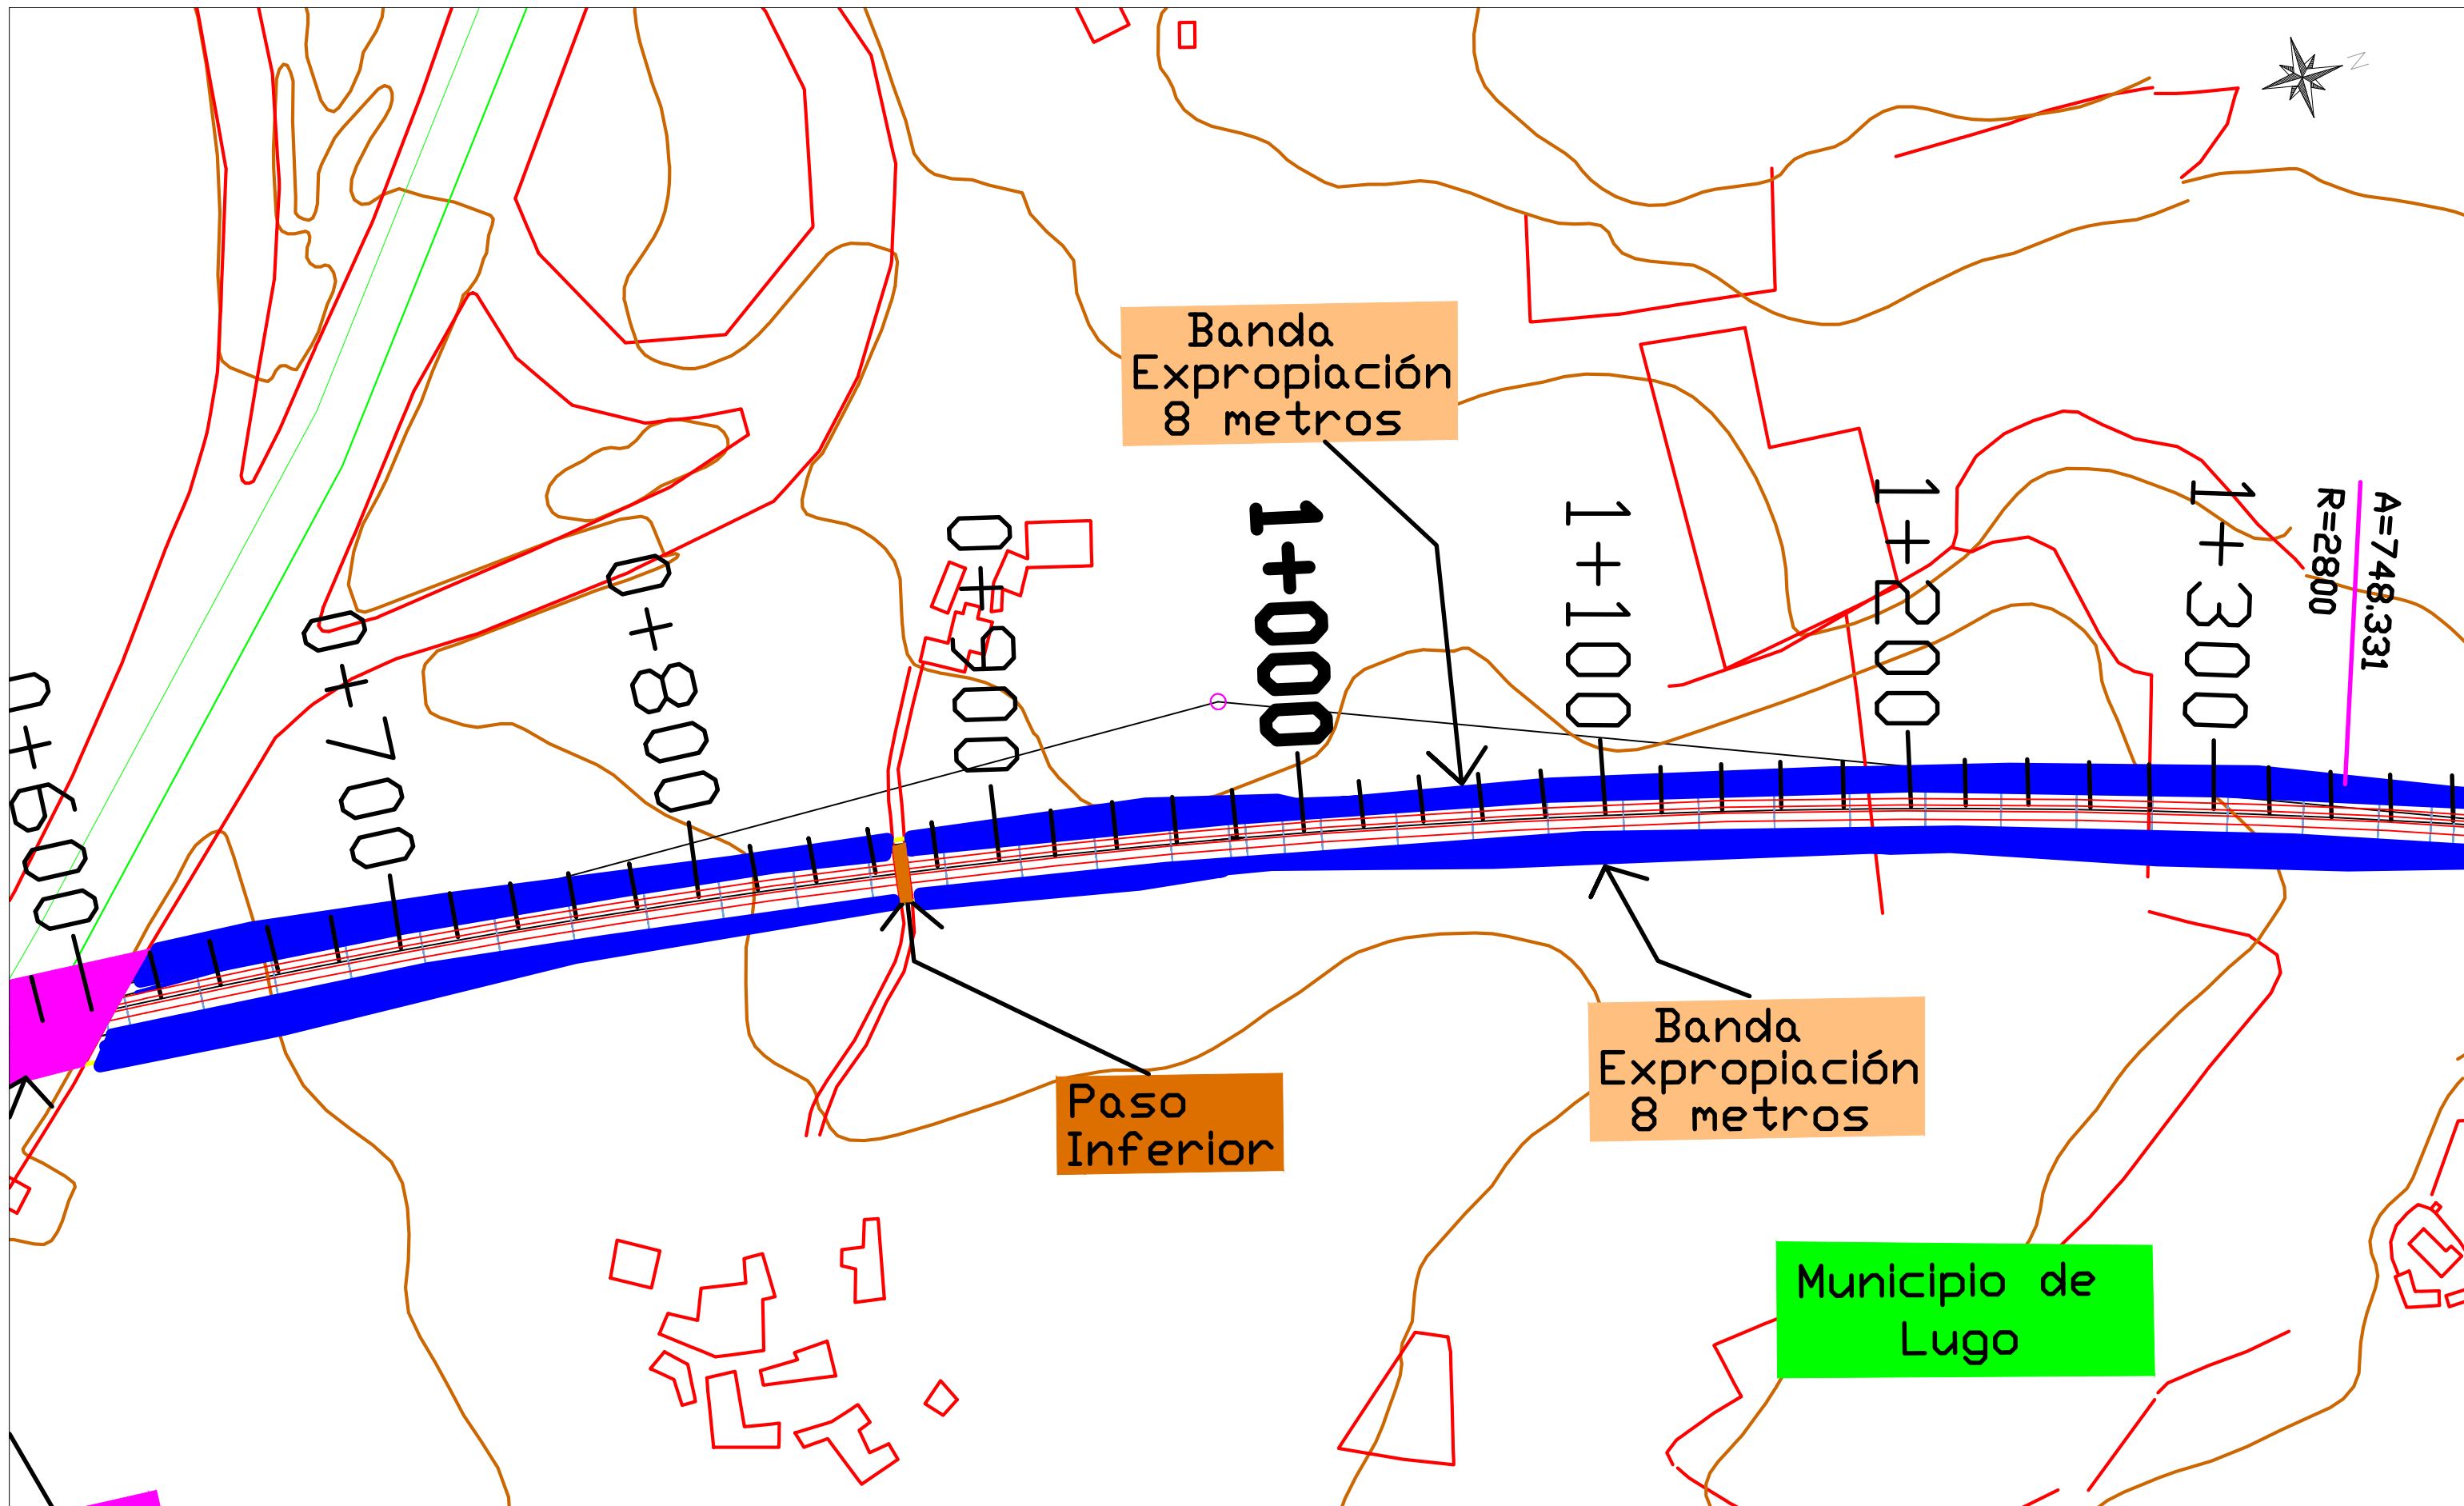 Banda
Expropiación
8 metros
0+600
0+700
0+800
0+900
1+000
1+100
1+200
1+300
R=2800
A=748.331
Paso
Inferior
Banda
Expropiación
8 metros
Municipio de
Lugo
Z